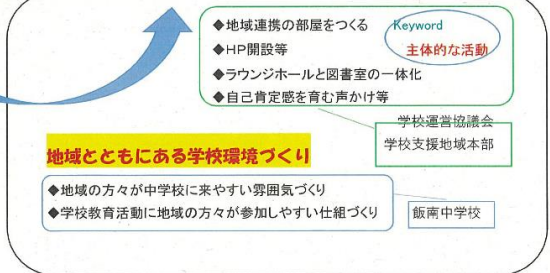 ◆地域連携の部屋をつくる
Keyword
◆HP開設等
主体的な活動
◆ラウンジホールと図書室の一体化
◆自己肯定感を育む声かけ等
学校運営協議会
学校支援地域本部
地域とともにある学校環境づくり
◆地域の方々が中学校に来やすい雰囲気づくり
◆学校教育活動に地域の方々が参加しやすい仕組づくり
飯南中学校